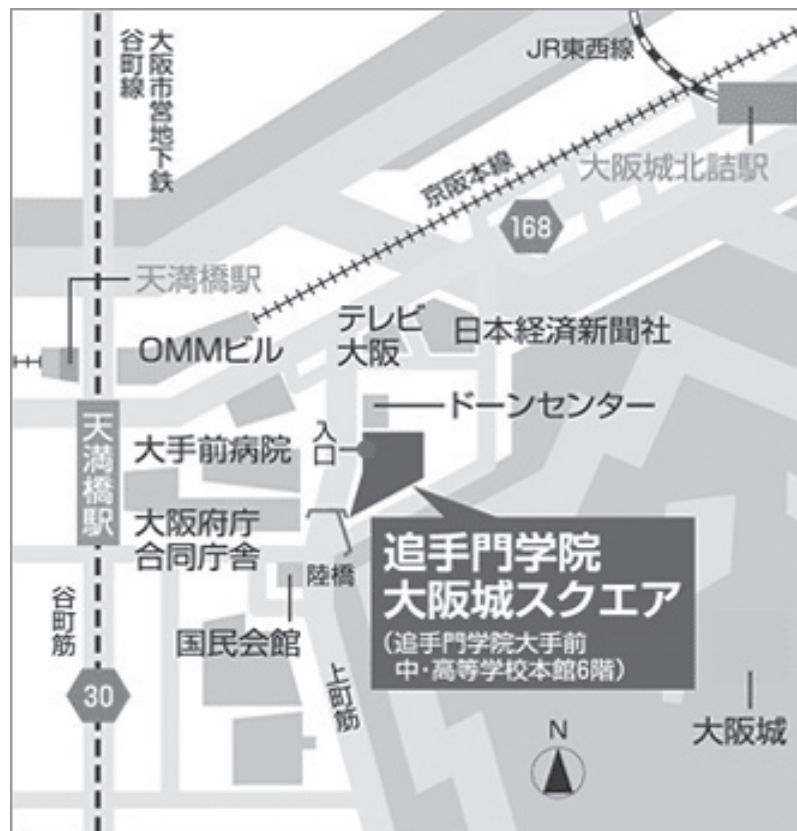 大阪市営地下鉄
谷町線
JR東西線
大阪城北詰駅
京阪本線
168
天満橋駅
OMMビル
テレビ
大阪
日本経済新聞社
ドーンセンター
天満橋駅
大手前病院
入口
大阪府庁
合同庁舎
追手門学院
大阪城スクエア
(追手門学院大手前
中・高等学校本館6階)
陸橋
谷町筋
国民会館
上町筋
30
N
大阪城